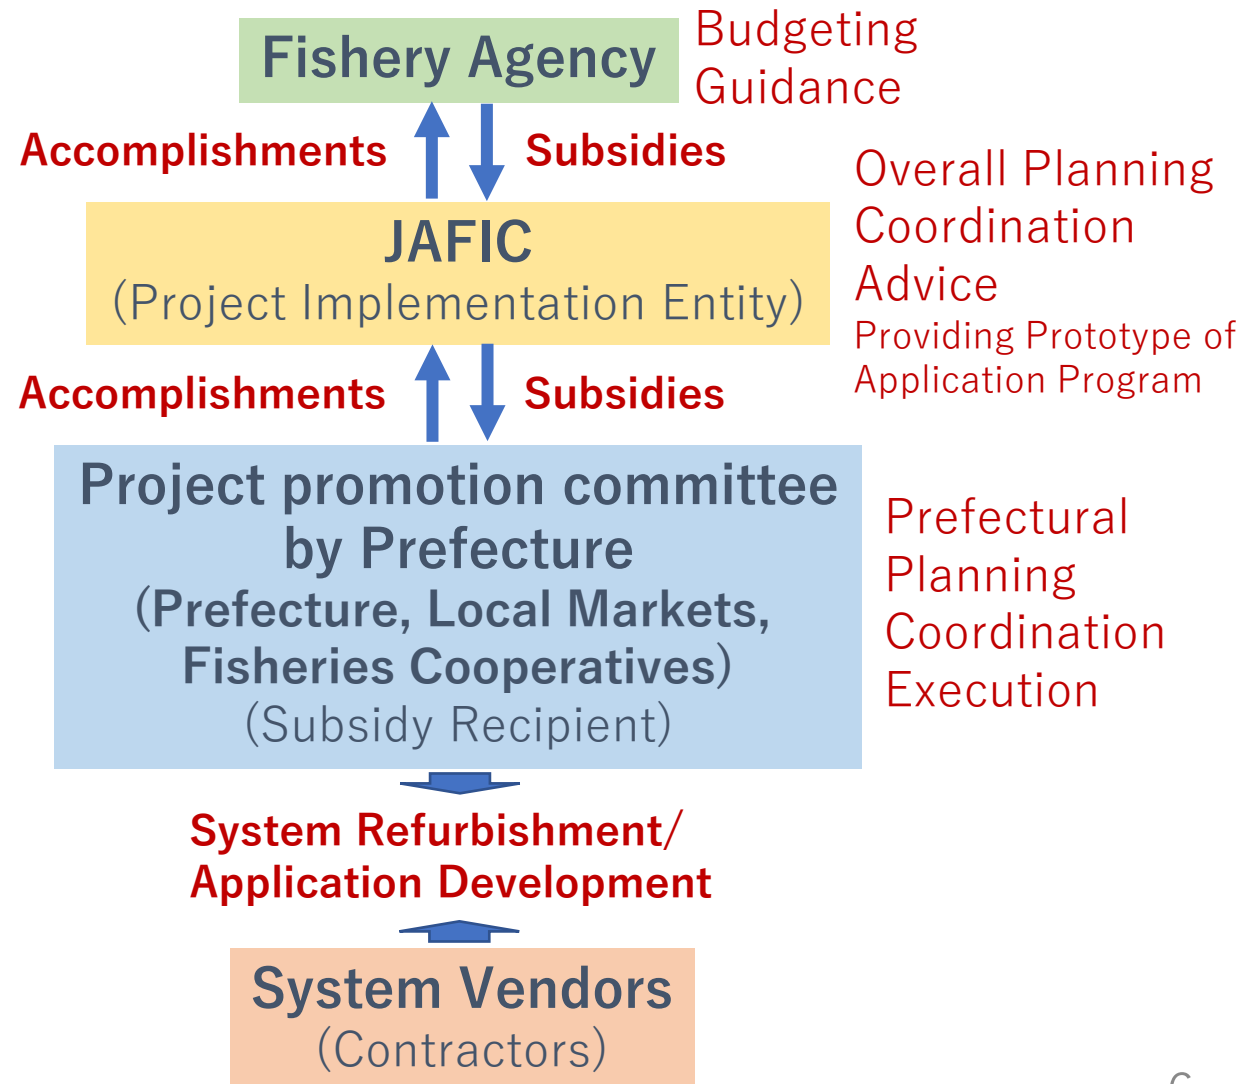 Fishery Agency
Budgeting
Guidance
Accomplishments
Subsidies
JAFIC
(Project Implementation Entity)
Overall Planning
Coordination
Advice
Providing Prototype of
Application Program
Accomplishments
Subsidies
Project promotion committee
by Prefecture
(Prefecture, Local Markets,
Fisheries Cooperatives)
(Subsidy Recipient)
Prefectural
Planning
Coordination
Execution
System Refurbishment/
Application Development
System Vendors
(Contractors)